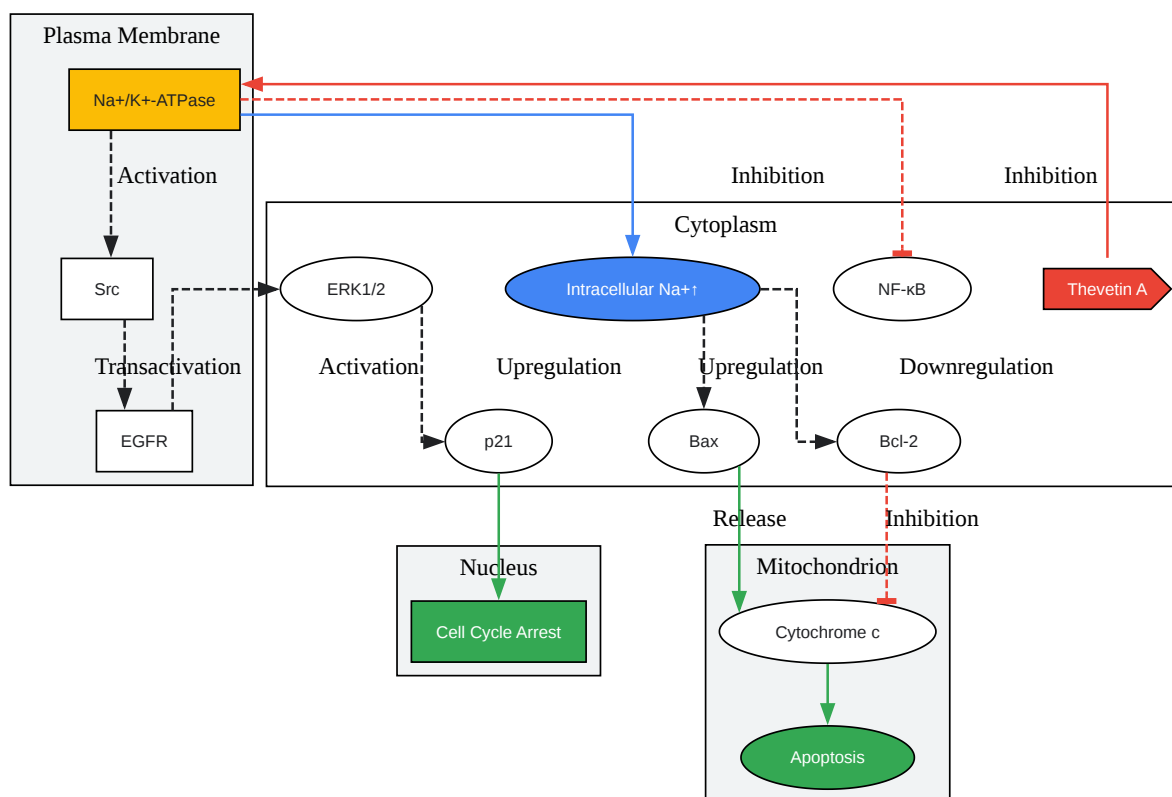 Plasma Membrane
Na+/K+-ATPase
Activation
Inhibition
Inhibition
Cytoplasm
Src
ERK1/2
Intracellular Na+↑
NF-κB
Thevetin A
Transactivation
Activation
Upregulation
Upregulation
Downregulation
EGFR
p21
Bax
Bcl-2
Release
Inhibition
Nucleus
Mitochondrion
Cell Cycle Arrest
Cytochrome c
Apoptosis